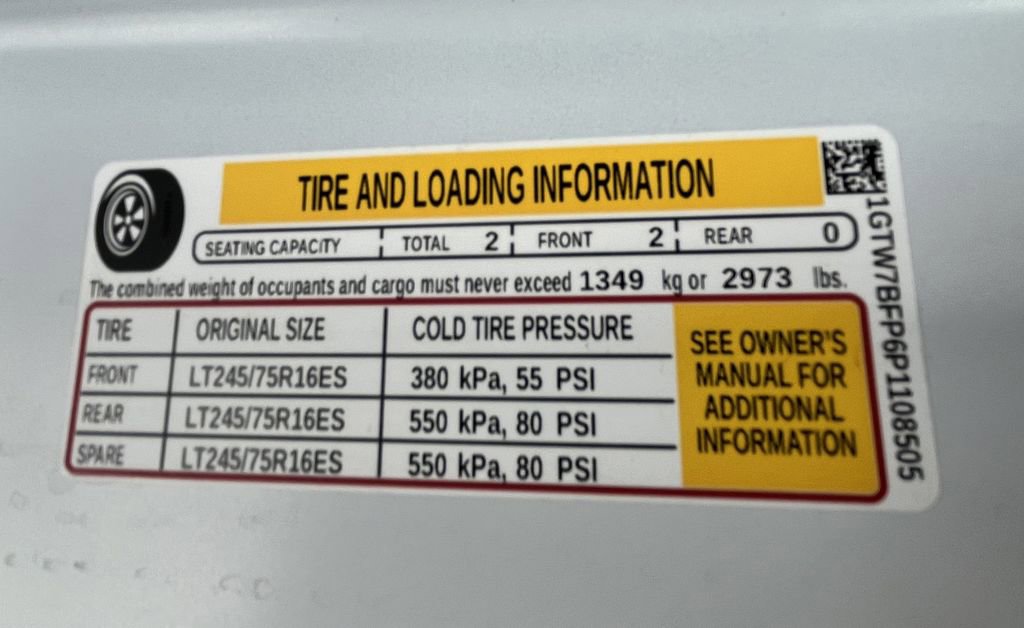 TIRE AND LOADING INFORMATION
SEATING CAPACITY TOTAL 2 FRONT 2 REAR 0
The combined weight of occupants and cargo must never exceed 1349 kg or 2973 lbs.
TIRE ORIGINAL SIZE COLD TIRE PRESSURE
FRONT LT245/75R16ES 380 kPa, 55 PSI
REAR LT245/75R16ES 550 kPa, 80 PSI
SPARE LT245/75R16ES 550 kPa, 80 PSI
SEE OWNER'S
MANUAL FOR
ADDITIONAL
INFORMATION
1GTW7BFP6P1108505